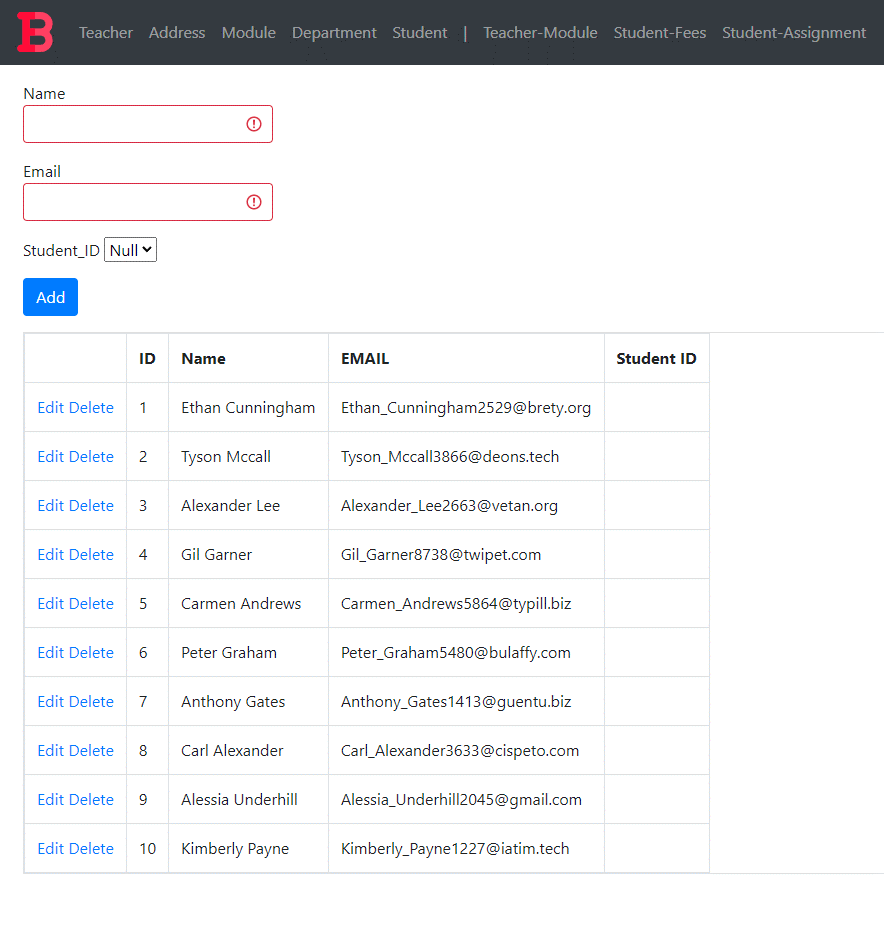 B Teacher Address Module Department Student | Teacher-Module Student-Fees Student-Assignment
Name
Email
Student_ID Null
Add
ID Name EMAIL Student ID
Edit Delete 1 Ethan Cunningham Ethan_Cunningham2529@brety.org
Edit Delete 2 Tyson Mccall Tyson_Mccall3866@deons.tech
Edit Delete 3 Alexander Lee Alexander_Lee2663@vetan.org
Edit Delete 4 Gil Garner Gil_Garner8738@twipet.com
Edit Delete 5 Carmen Andrews Carmen_Andrews5864@typill.biz
Edit Delete 6 Peter Graham Peter_Graham5480@bulaffy.com
Edit Delete 7 Anthony Gates Anthony_Gates1413@guentu.biz
Edit Delete 8 Carl Alexander Carl_Alexander3633@cispeto.com
Edit Delete 9 Alessia Underhill Alessia_Underhill2045@gmail.com
Edit Delete 10 Kimberly Payne Kimberly_Payne1227@iatim.tech